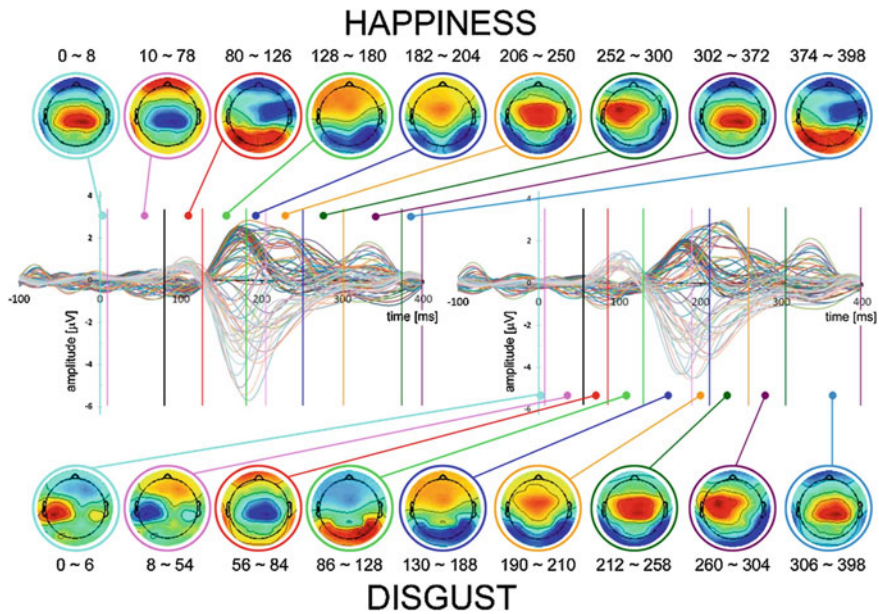 HAPPINESS
0 ~ 8 10 ~ 78 80 ~ 126 128 ~ 180 182 ~ 204 206 ~ 250 252 ~ 300 302 ~ 372 374 ~ 398
4
2
0
-2
-4
-6
amplitude [µV]
-100 0 100 200 300 400
time [ms]
4
2
0
-2
-4
-6
amplitude [µV]
-100 0 100 200 300 400
time [ms]
0 ~ 6 8 ~ 54 56 ~ 84 86 ~ 128 130 ~ 188 190 ~ 210 212 ~ 258 260 ~ 304 306 ~ 398
DISGUST